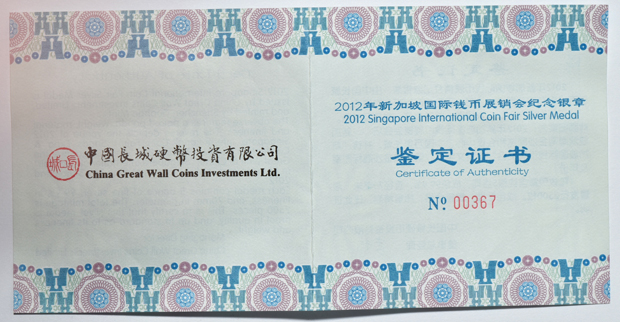 中國長城硬幣投資有限公司
China Great Wall Coins Investments Ltd.
2012年新加坡国际钱币展销会纪念银章
2012 Singapore International Coin Fair Silver Medal
鉴定证书
Certificate of Authenticity
Nº 00367